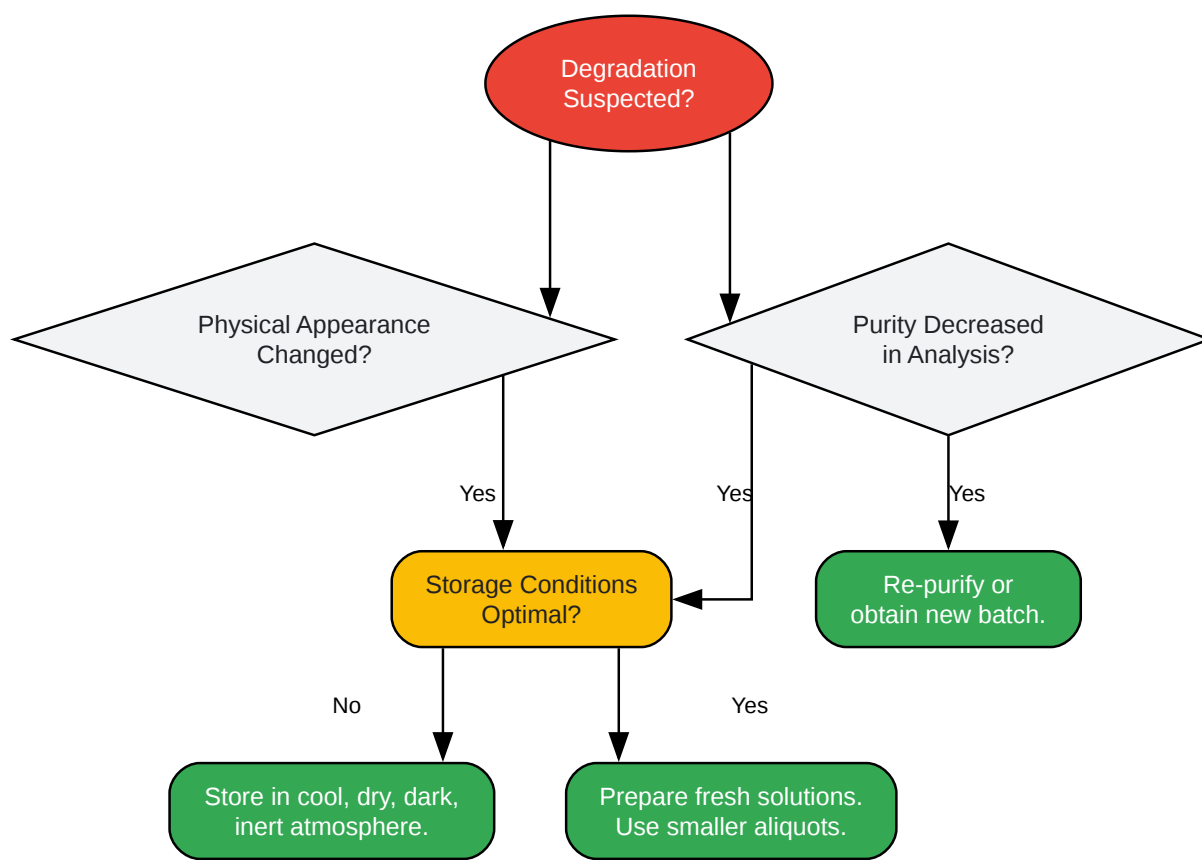 Degradation
Suspected?
Physical Appearance
Changed?
Purity Decreased
in Analysis?
Yes
Yes
Yes
Storage Conditions
Optimal?
Re-purify or
obtain new batch.
No
Yes
Store in cool, dry, dark,
inert atmosphere.
Prepare fresh solutions.
Use smaller aliquots.